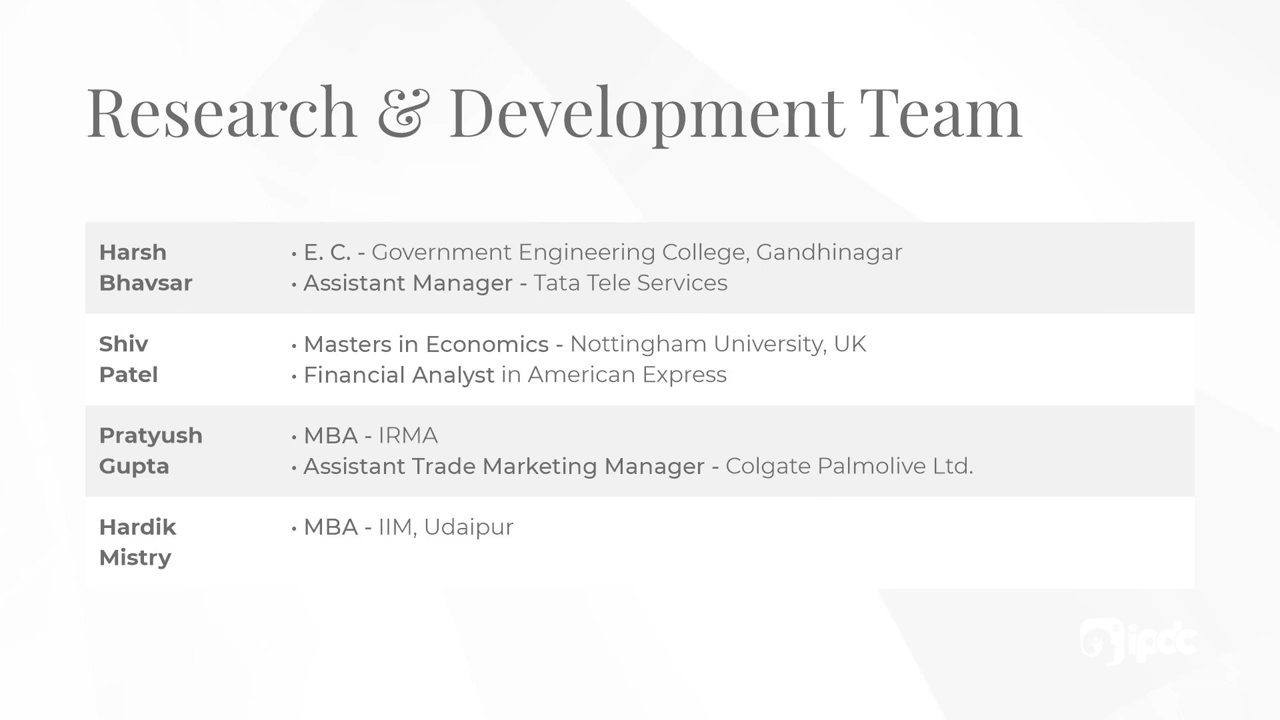 Research & Development Team
Harsh
Bhavsar
• E. C. - Government Engineering College, Gandhinagar
• Assistant Manager - Tata Tele Services
Shiv
Patel
• Masters in Economics - Nottingham University, UK
• Financial Analyst in American Express
Pratyush
Gupta
• MBA - IRMA
• Assistant Trade Marketing Manager - Colgate Palmolive Ltd.
Hardik
Mistry
• MBA - IIM, Udaipur
ipdc